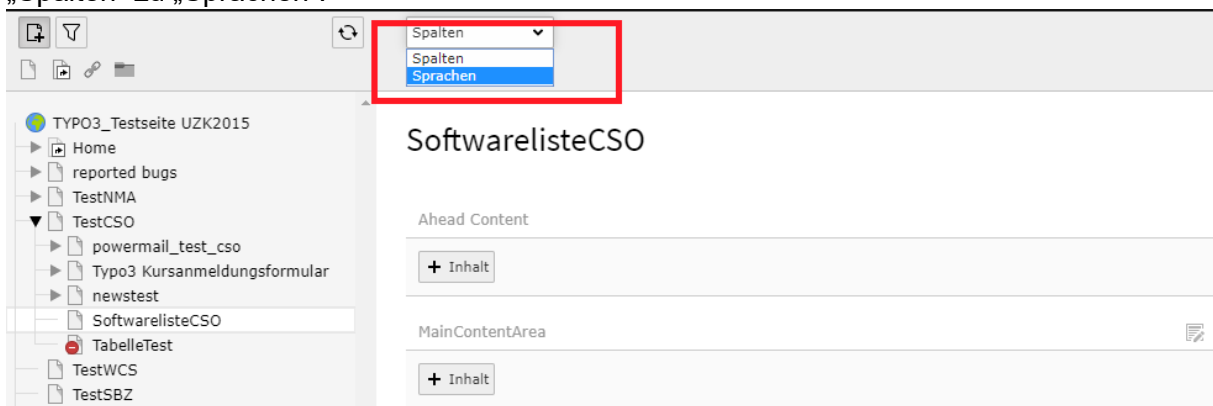 „Spalten“ zu „Sprachen“.
Spalten
Spalten
Sprachen
TYPO3_Testseite UZK2015
Home
reported bugs
TestNMA
TestCSO
powermail_test_cso
Typo3 Kursanmeldungsformular
newstest
SoftwarelisteCSO
TabelleTest
TestWCS
TestSBZ
SoftwarelisteCSO
Ahead Content
+ Inhalt
MainContentArea
+ Inhalt